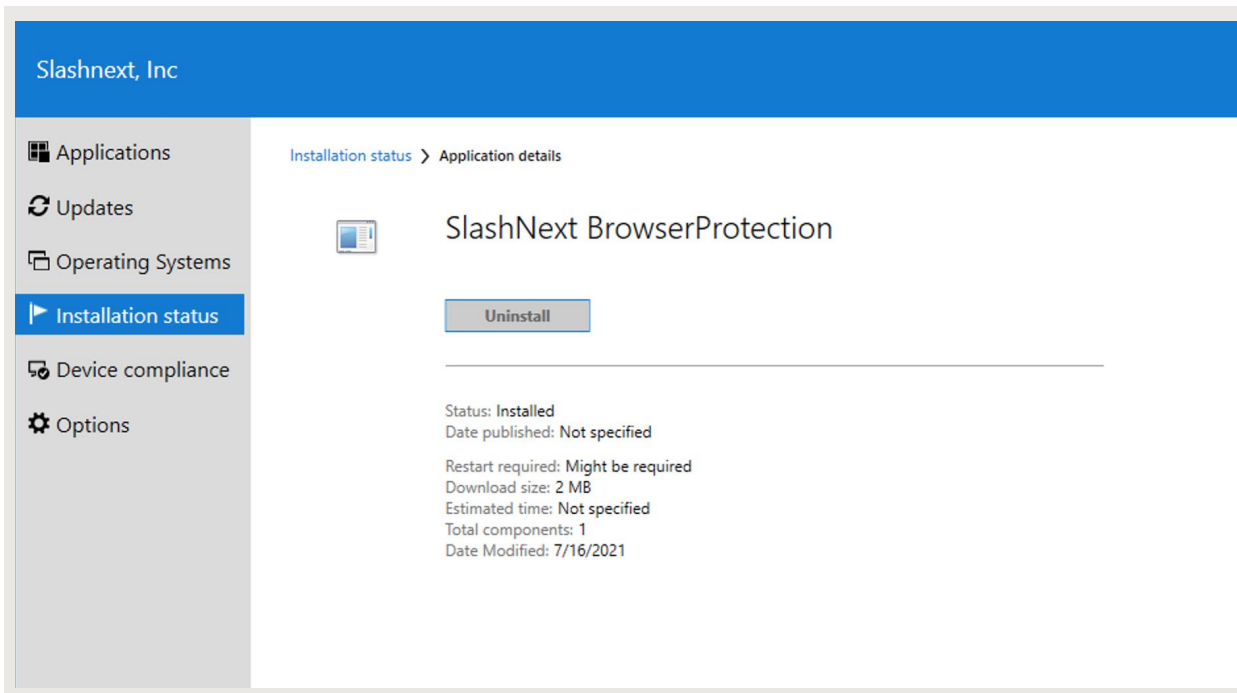 Slashnext, Inc
Applications
Updates
Operating Systems
Installation status
Device compliance
Options
Installation status > Application details
SlashNext BrowserProtection
Uninstall
Status: Installed
Date published: Not specified
Restart required: Might be required
Download size: 2 MB
Estimated time: Not specified
Total components: 1
Date Modified: 7/16/2021